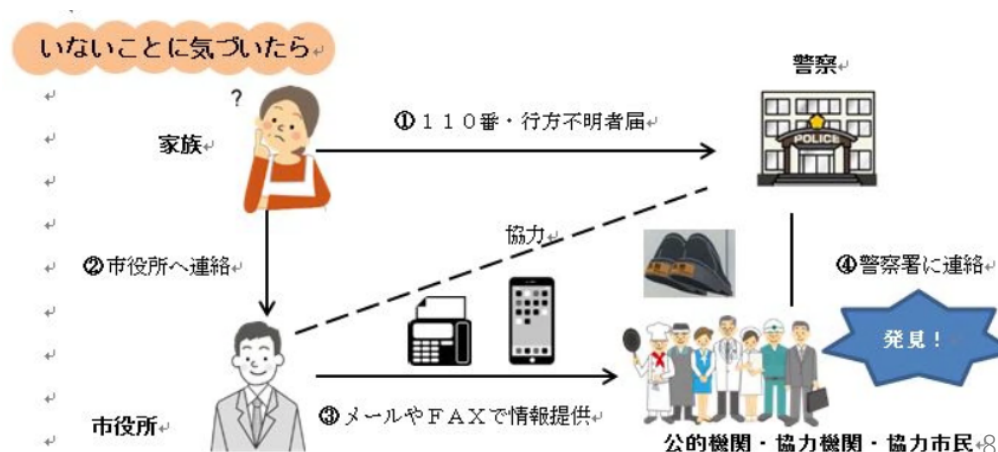 いないことに気づいたら
?
家族
①110番・行方不明者届
警察
POLICE
②市役所へ連絡
協力
④警察署に連絡
発見！
市役所
③メールやFAXで情報提供
公的機関・協力機関・協力市民
8